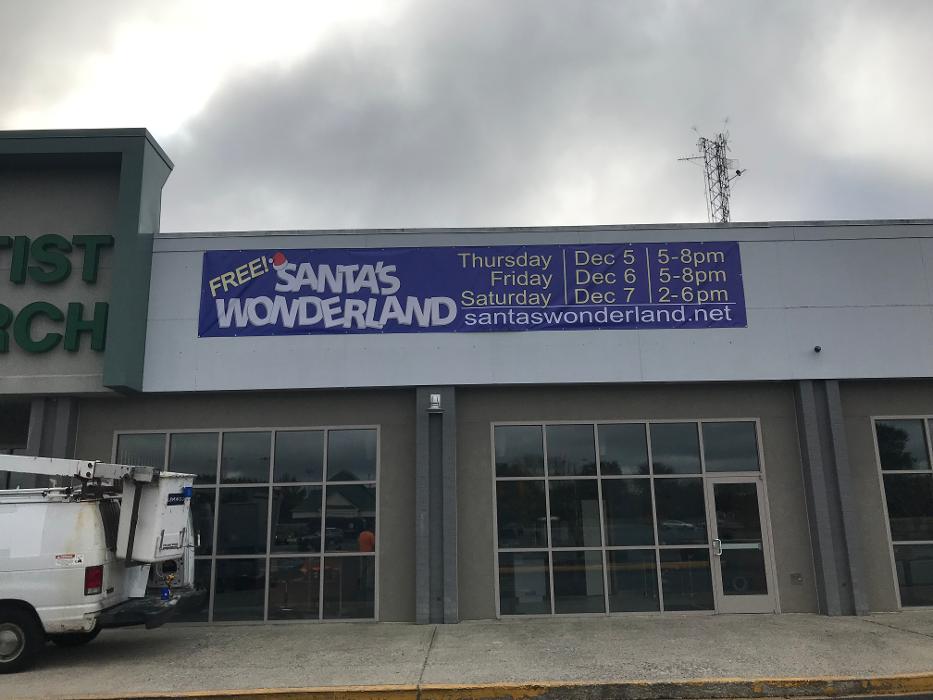 TIST
RCH
FREE!
SANTA'S
WONDERLAND
Thursday Dec 5 5-8pm
Friday Dec 6 5-8pm
Saturday Dec 7 2-6pm
santaswonderland.net